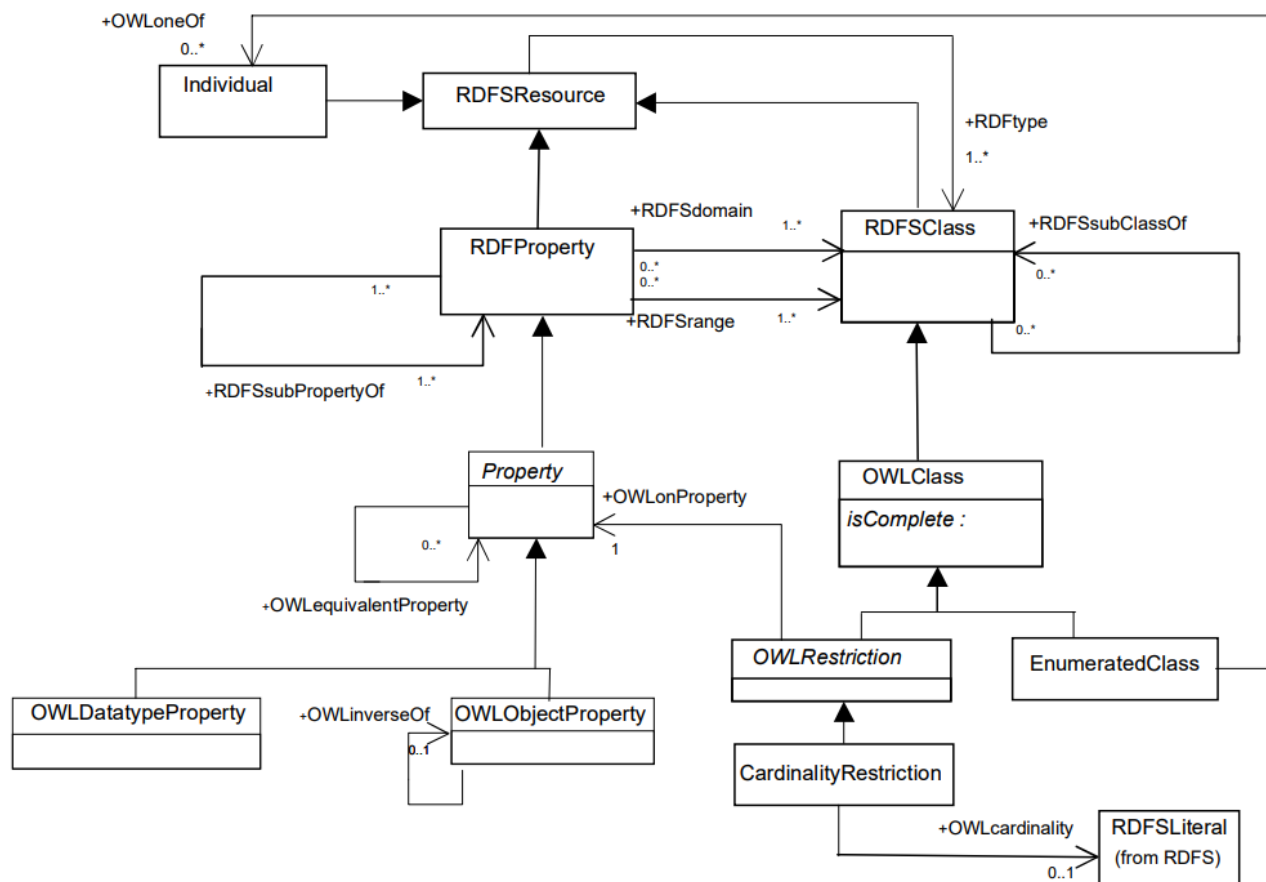 +OWLoneOf
0..*
Individual
RDFSResource
+RDFtype
1..*
+RDFSdomain
1..*
RDFSClass
+RDFSsubClassOf
RDFProperty
0..*
0..*
0..*
1..*
+RDFSrange
1..*
0..*
+RDFSsubPropertyOf
1..*
Property
+OWLonProperty
OWLClass
isComplete :
0..*
1
+OWLequivalentProperty
OWLRestriction
EnumeratedClass
OWLDatatypeProperty
+OWLinverseOf
OWLObjectProperty
0..1
CardinalityRestriction
+OWLcardinality
RDFSLiteral
(from RDFS)
0..1